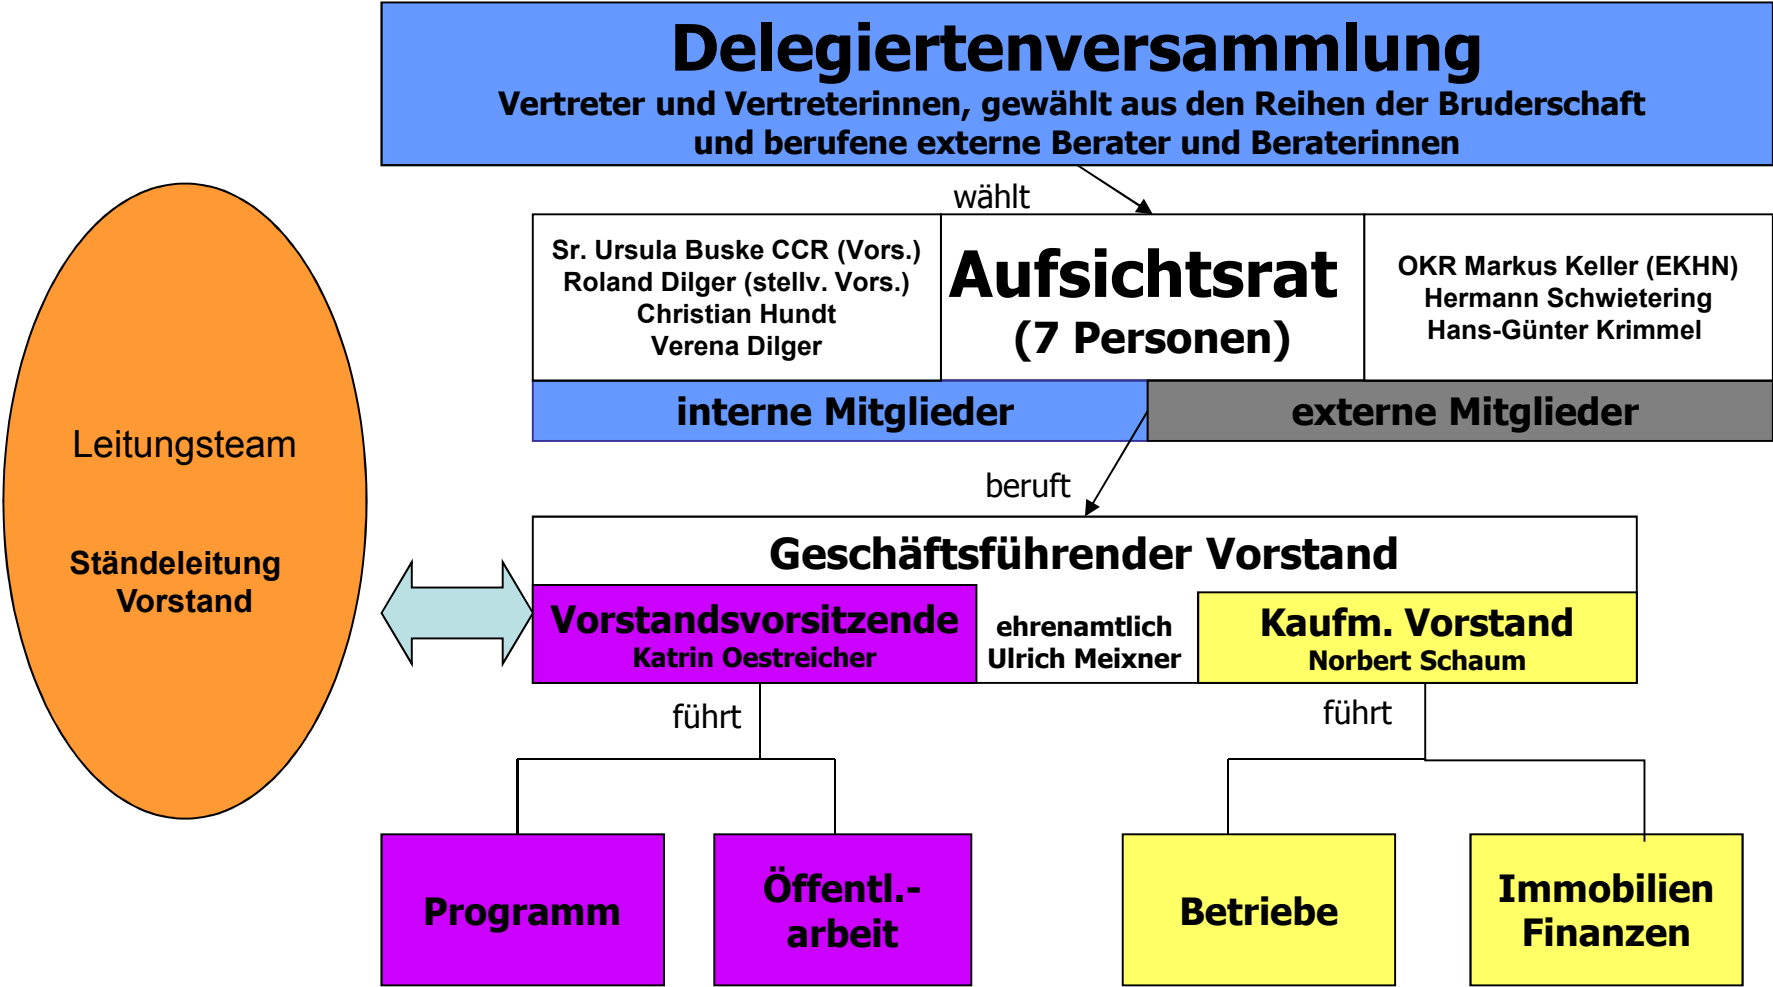 Delegiertenversammlung
Vertreter und Vertreterinnen, gewählt aus den Reihen der Bruderschaft
und berufene externe Berater und Beraterinnen
wählt
Sr. Ursula Buske CCR (Vors.)
Roland Dilger (stellv. Vors.)
Christian Hundt
Verena Dilger
Aufsichtsrat
(7 Personen)
OKR Markus Keller (EKHN)
Hermann Schwietering
Hans-Günter Krimmel
interne Mitglieder
externe Mitglieder
Leitungsteam
Ständeleitung
Vorstand
beruft
Geschäftsführender Vorstand
Vorstandsvorsitzende
Katrin Oestreicher
ehrenamtlich
Ulrich Meixner
Kaufm. Vorstand
Norbert Schaum
führt
führt
Programm
Öffentl.-
arbeit
Betriebe
Immobilien
Finanzen